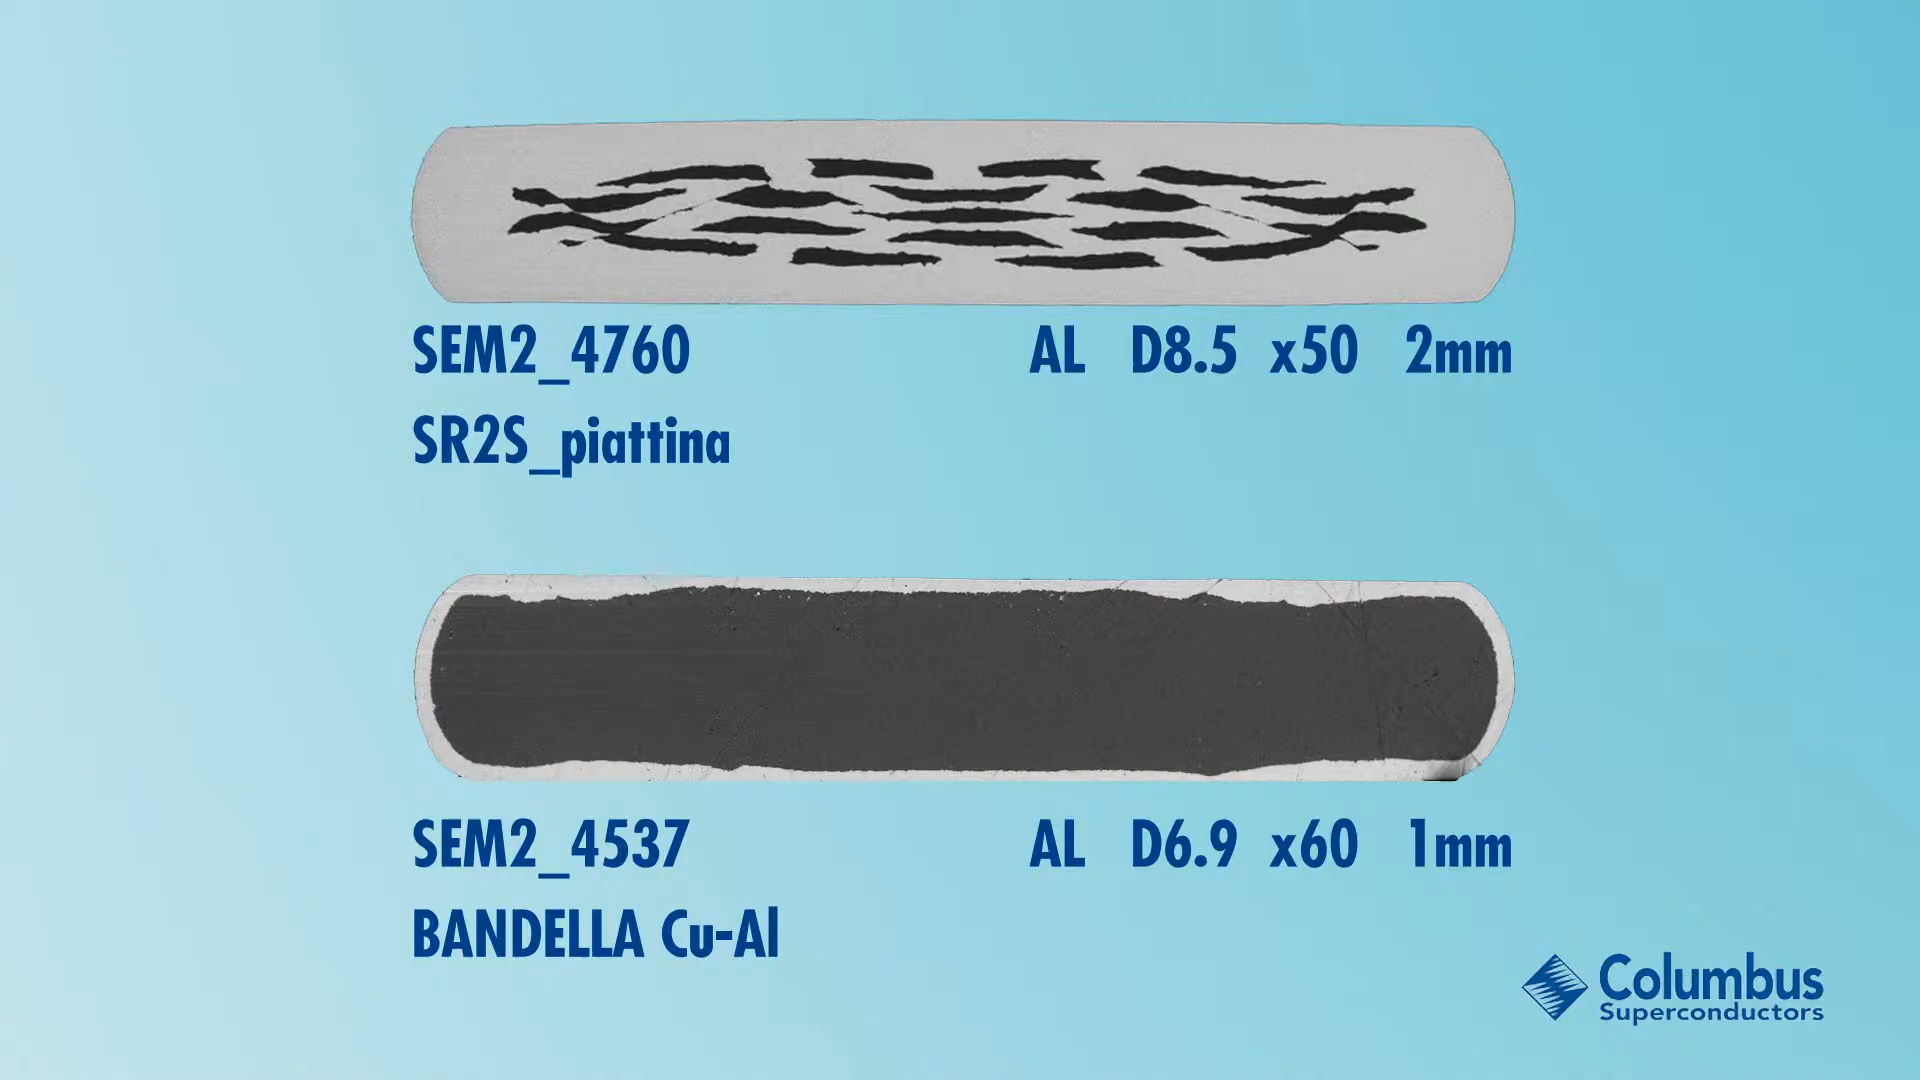 SEM2_4760 AL D8.5 x50 2mm
SR2S_piattina
SEM2_4537 AL D6.9 x60 1mm
BANDELLA Cu-Al
Columbus
Superconductors